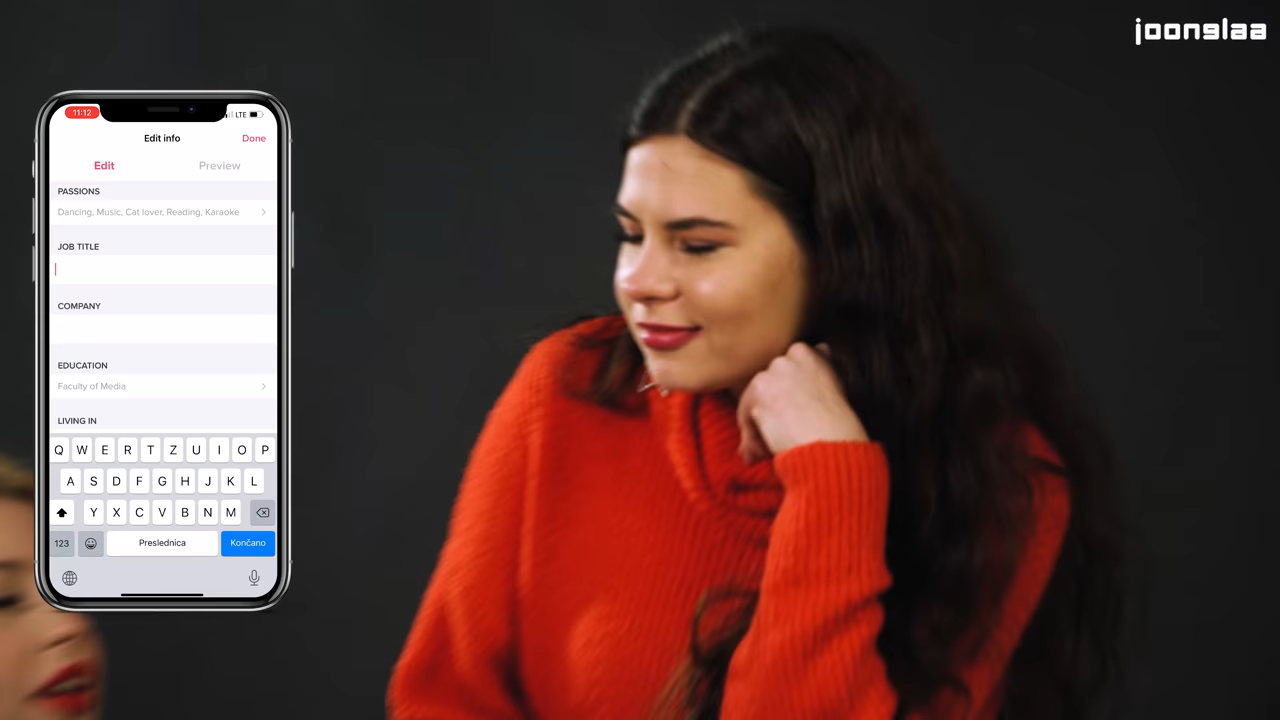 joonglaa
11:12
LTE
Edit info
Done
Edit
Preview
PASSIONS
Dancing, Music, Cat lover, Reading, Karaoke
JOB TITLE
COMPANY
EDUCATION
Faculty of Media
LIVING IN
Q W E R T Z U I O P
A S D F G H J K L
Y X C V B N M
123
Preslednica
Končano